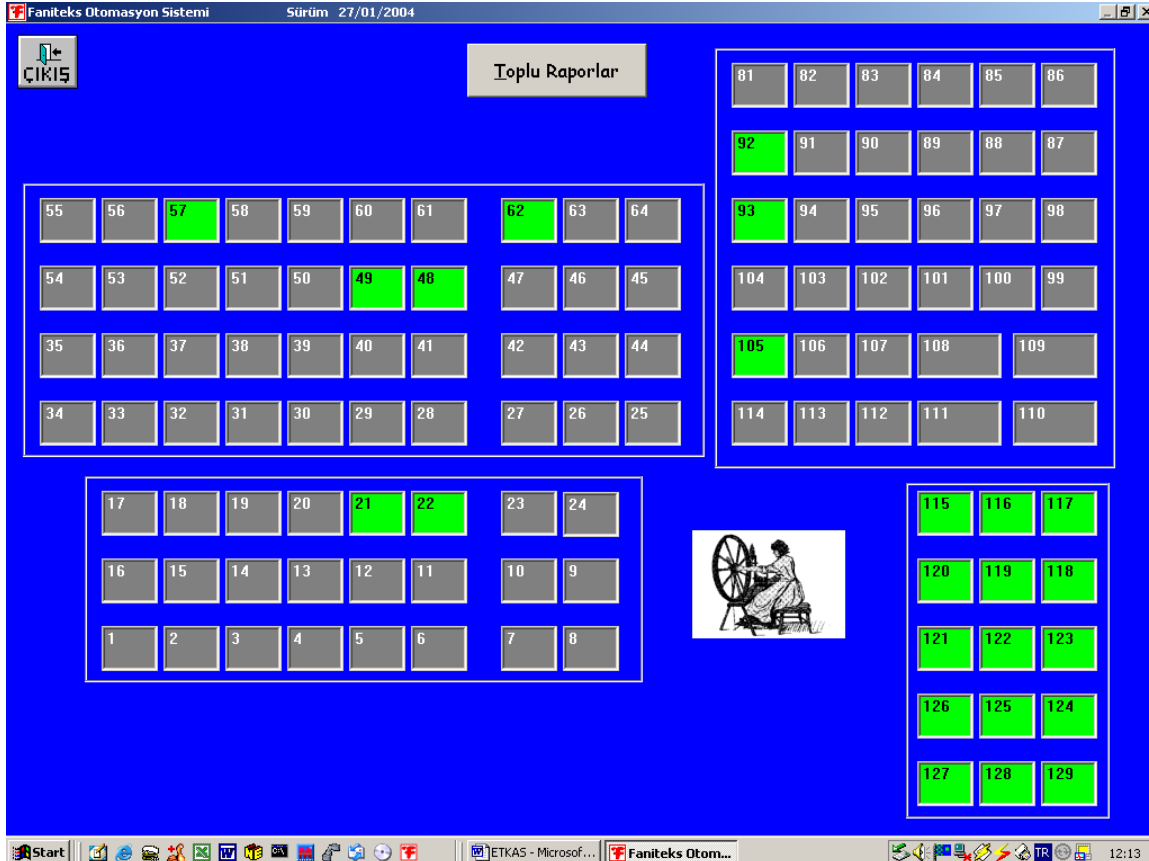 Faniteks Otomasyon Sistemi Sürüm 27/01/2004
ÇIKIŞ
Toplu Raporlar
81 82 83 84 85 86
92 91 90 89 88 87
93 94 95 96 97 98
104 103 102 101 100 99
105 106 107 108 109
114 113 112 111 110
55 56 57 58 59 60 61 62 63 64
54 53 52 51 50 49 48 47 46 45
35 36 37 38 39 40 41 42 43 44
34 33 32 31 30 29 28 27 26 25
17 18 19 20 21 22 23 24
16 15 14 13 12 11 10 9
1 2 3 4 5 6 7 8
115 116 117
120 119 118
121 122 123
126 125 124
127 128 129
Start ETKAS - Microsof... Faniteks Otom... TR 12:13